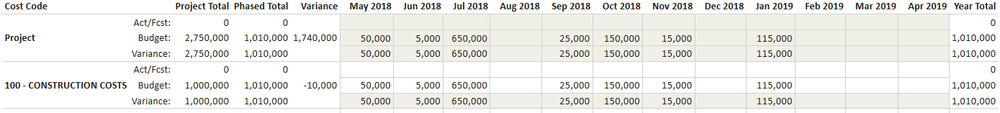 Cost Code Project Total Phased Total Variance May 2018 Jun 2018 Jul 2018 Aug 2018 Sep 2018 Oct 2018 Nov 2018 Dec 2018 Jan 2019 Feb 2019 Mar 2019 Apr 2019 Year Total
Act/Fcst: 0 0 0
Project Budget: 2,750,000 1,010,000 1,740,000 50,000 5,000 650,000 25,000 150,000 15,000 115,000 1,010,000
Variance: 2,750,000 1,010,000 50,000 5,000 650,000 25,000 150,000 15,000 115,000 1,010,000
Act/Fcst: 0 0 0
100 - CONSTRUCTION COSTS Budget: 1,000,000 1,010,000 -10,000 50,000 5,000 650,000 25,000 150,000 15,000 115,000 1,010,000
Variance: 1,000,000 1,010,000 50,000 5,000 650,000 25,000 150,000 15,000 115,000 1,010,000